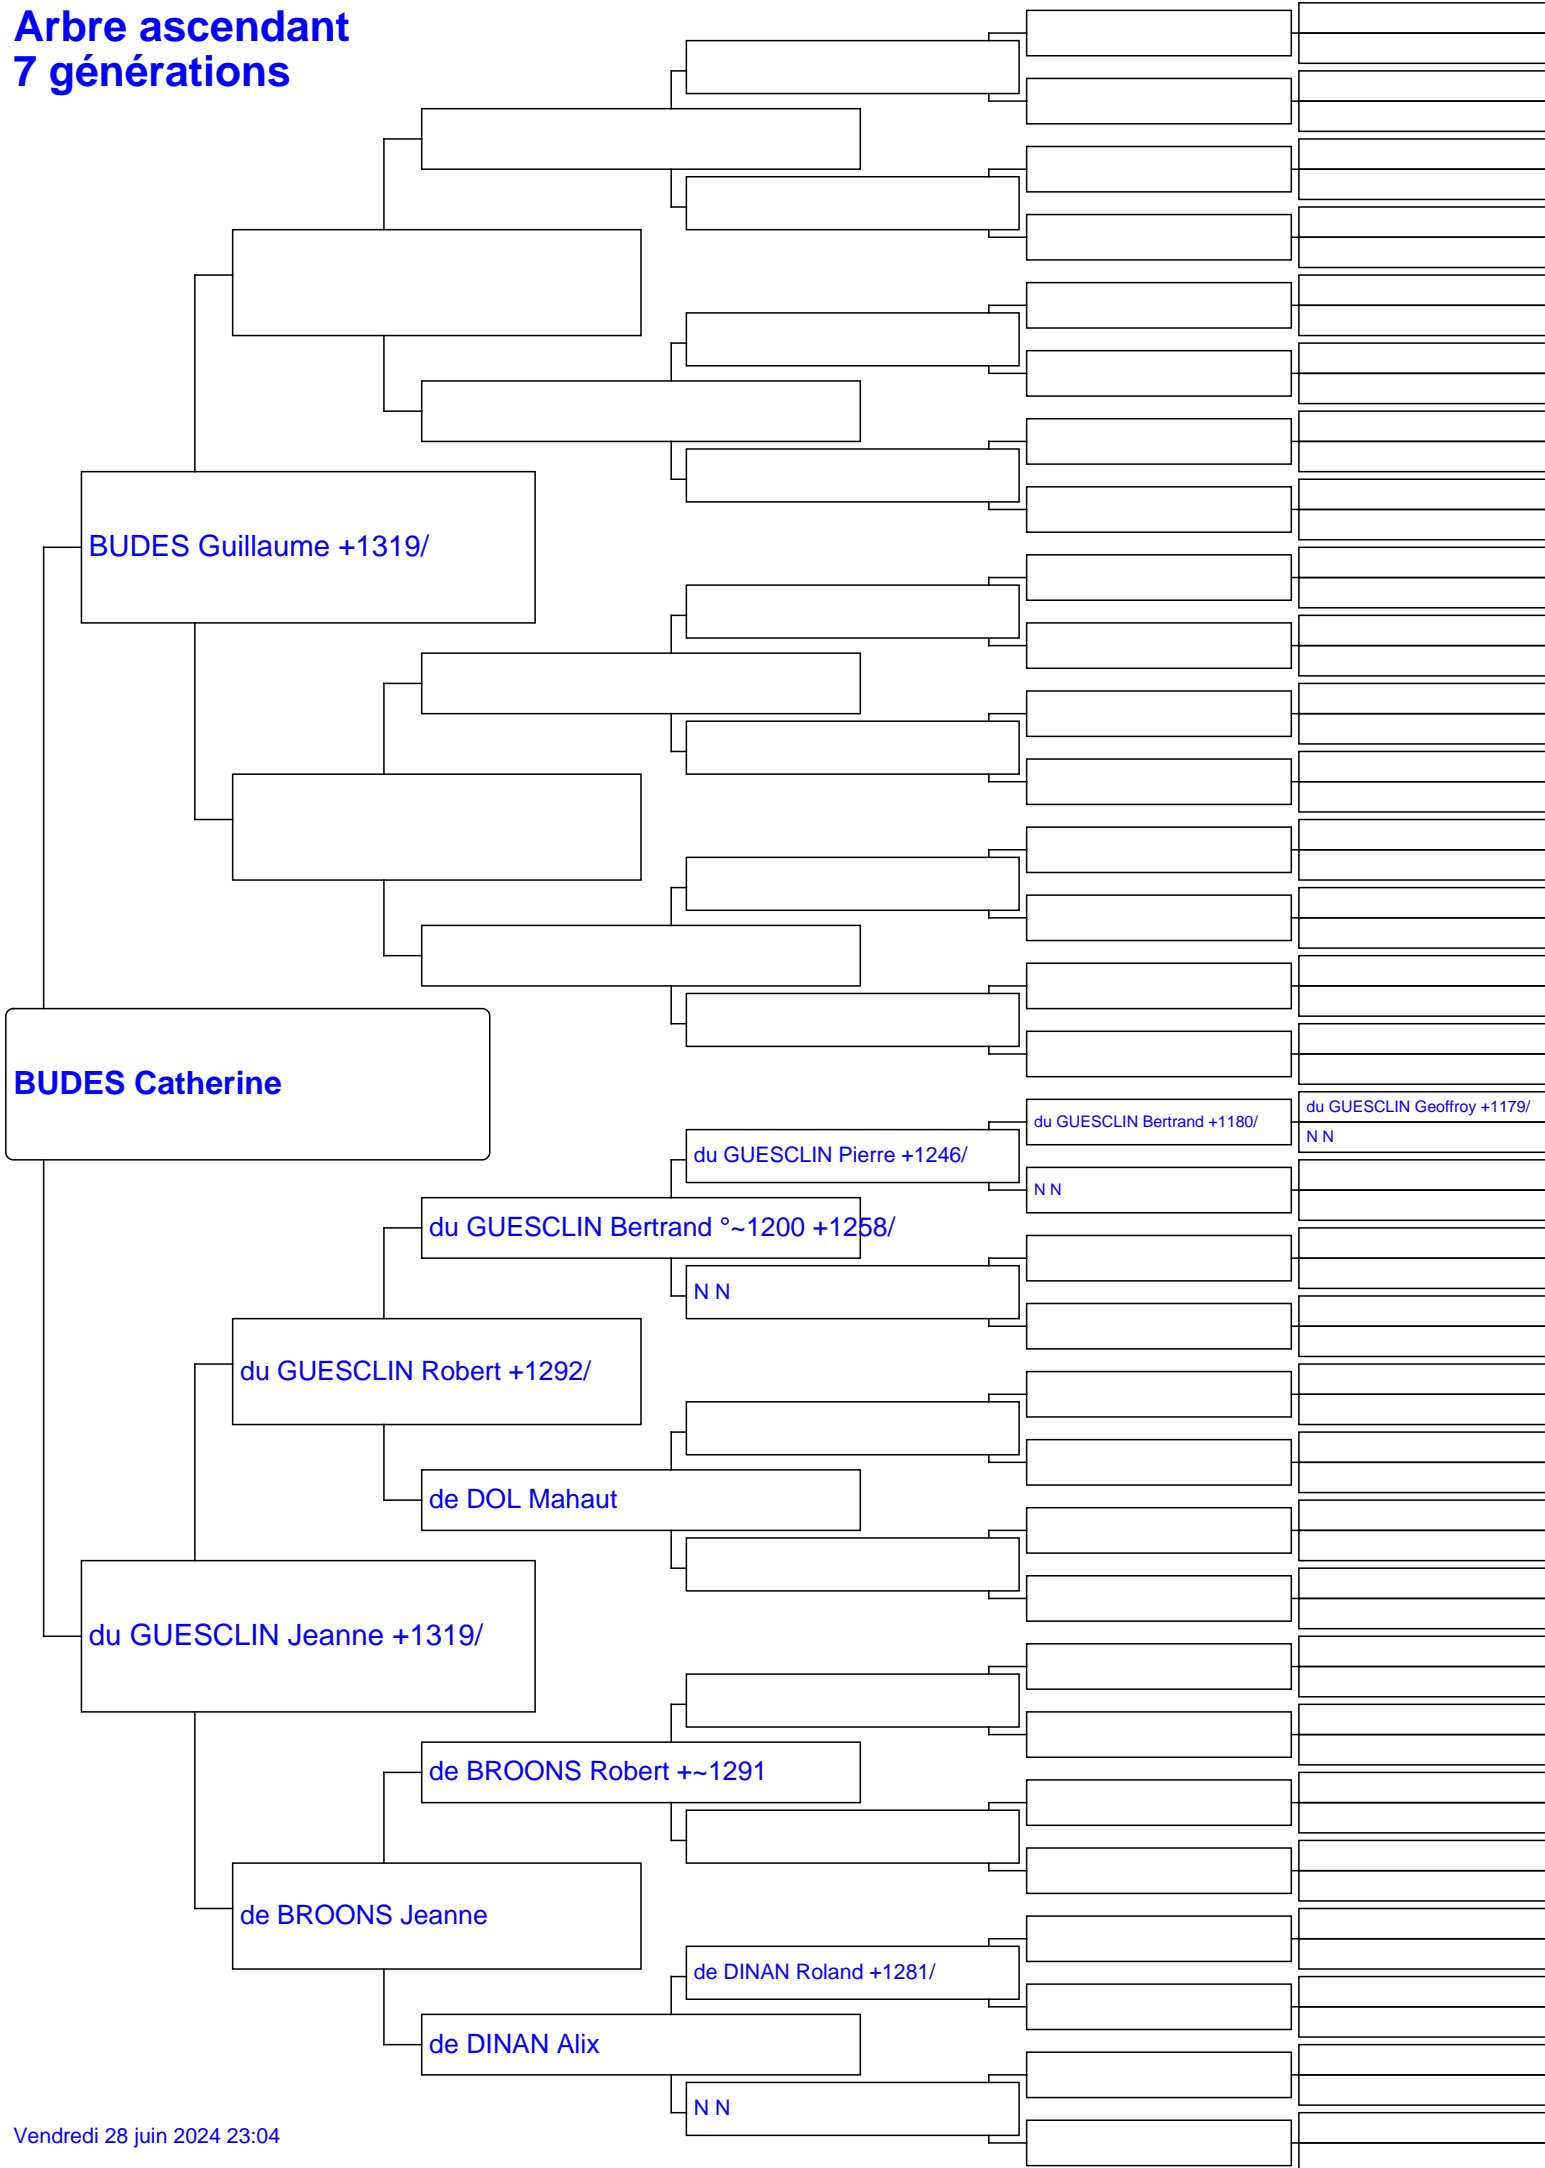 Arbre ascendant
7 générations
BUDES Guillaume +1319/
BUDES Catherine
du GUESCLIN Geoffroy +1179/
du GUESCLIN Bertrand +1180/
N N
du GUESCLIN Pierre +1246/
N N
du GUESCLIN Bertrand °~1200 +1258/
N N
du GUESCLIN Robert +1292/
de DOL Mahaut
du GUESCLIN Jeanne +1319/
de BROONS Robert +~1291
de BROONS Jeanne
de DINAN Roland +1281/
de DINAN Alix
N N
Vendredi 28 juin 2024 23:04